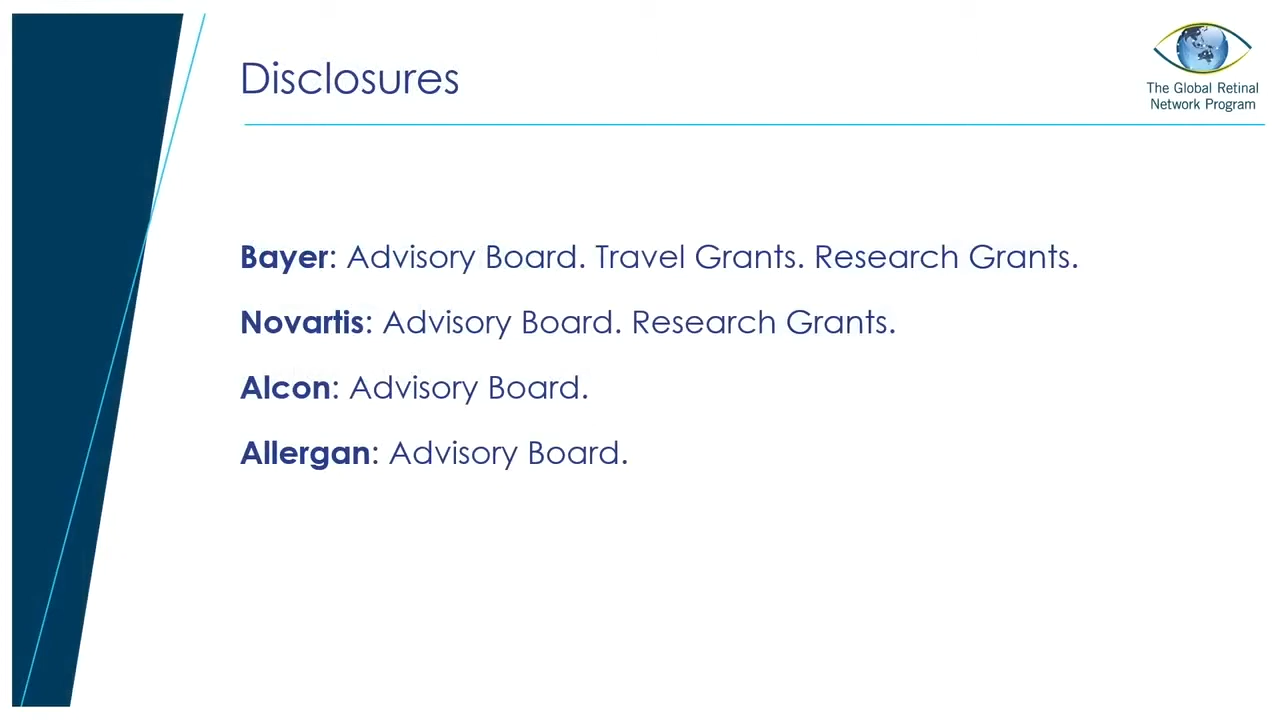 Disclosures
The Global Retinal
Network Program
Bayer: Advisory Board. Travel Grants. Research Grants.
Novartis: Advisory Board. Research Grants.
Alcon: Advisory Board.
Allergan: Advisory Board.